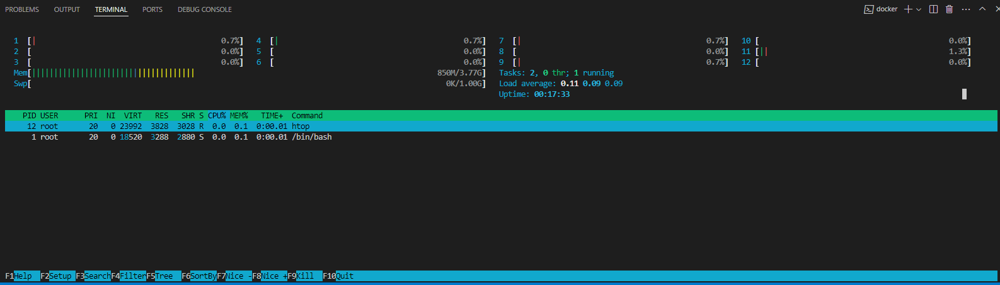 PROBLEMS OUTPUT TERMINAL PORTS DEBUG CONSOLE docker
1 [| 0.7%] 4 [| 0.7%] 7 [| 0.7%] 10 [ 0.0%]
2 [ 0.0%] 5 [ 0.0%] 8 [ 0.0%] 11 [|| 1.3%]
3 [ 0.0%] 6 [ 0.0%] 9 [| 0.7%] 12 [ 0.0%]
Mem[||||||||||||||||||||||||||||||||||||| 850M/3.77G] Tasks: 2, 0 thr; 1 running
Swp[ 0K/1.00G] Load average: 0.11 0.09 0.09
Uptime: 00:17:33
PID USER PRI NI VIRT RES SHR S CPU% MEM% TIME+ Command
12 root 20 0 23992 3828 3028 R 0.0 0.1 0:00.01 htop
1 root 20 0 18520 3288 2880 S 0.0 0.1 0:00.01 /bin/bash
F1Help F2Setup F3SearchF4FilterF5Tree F6SortByF7Nice -F8Nice +F9Kill F10Quit